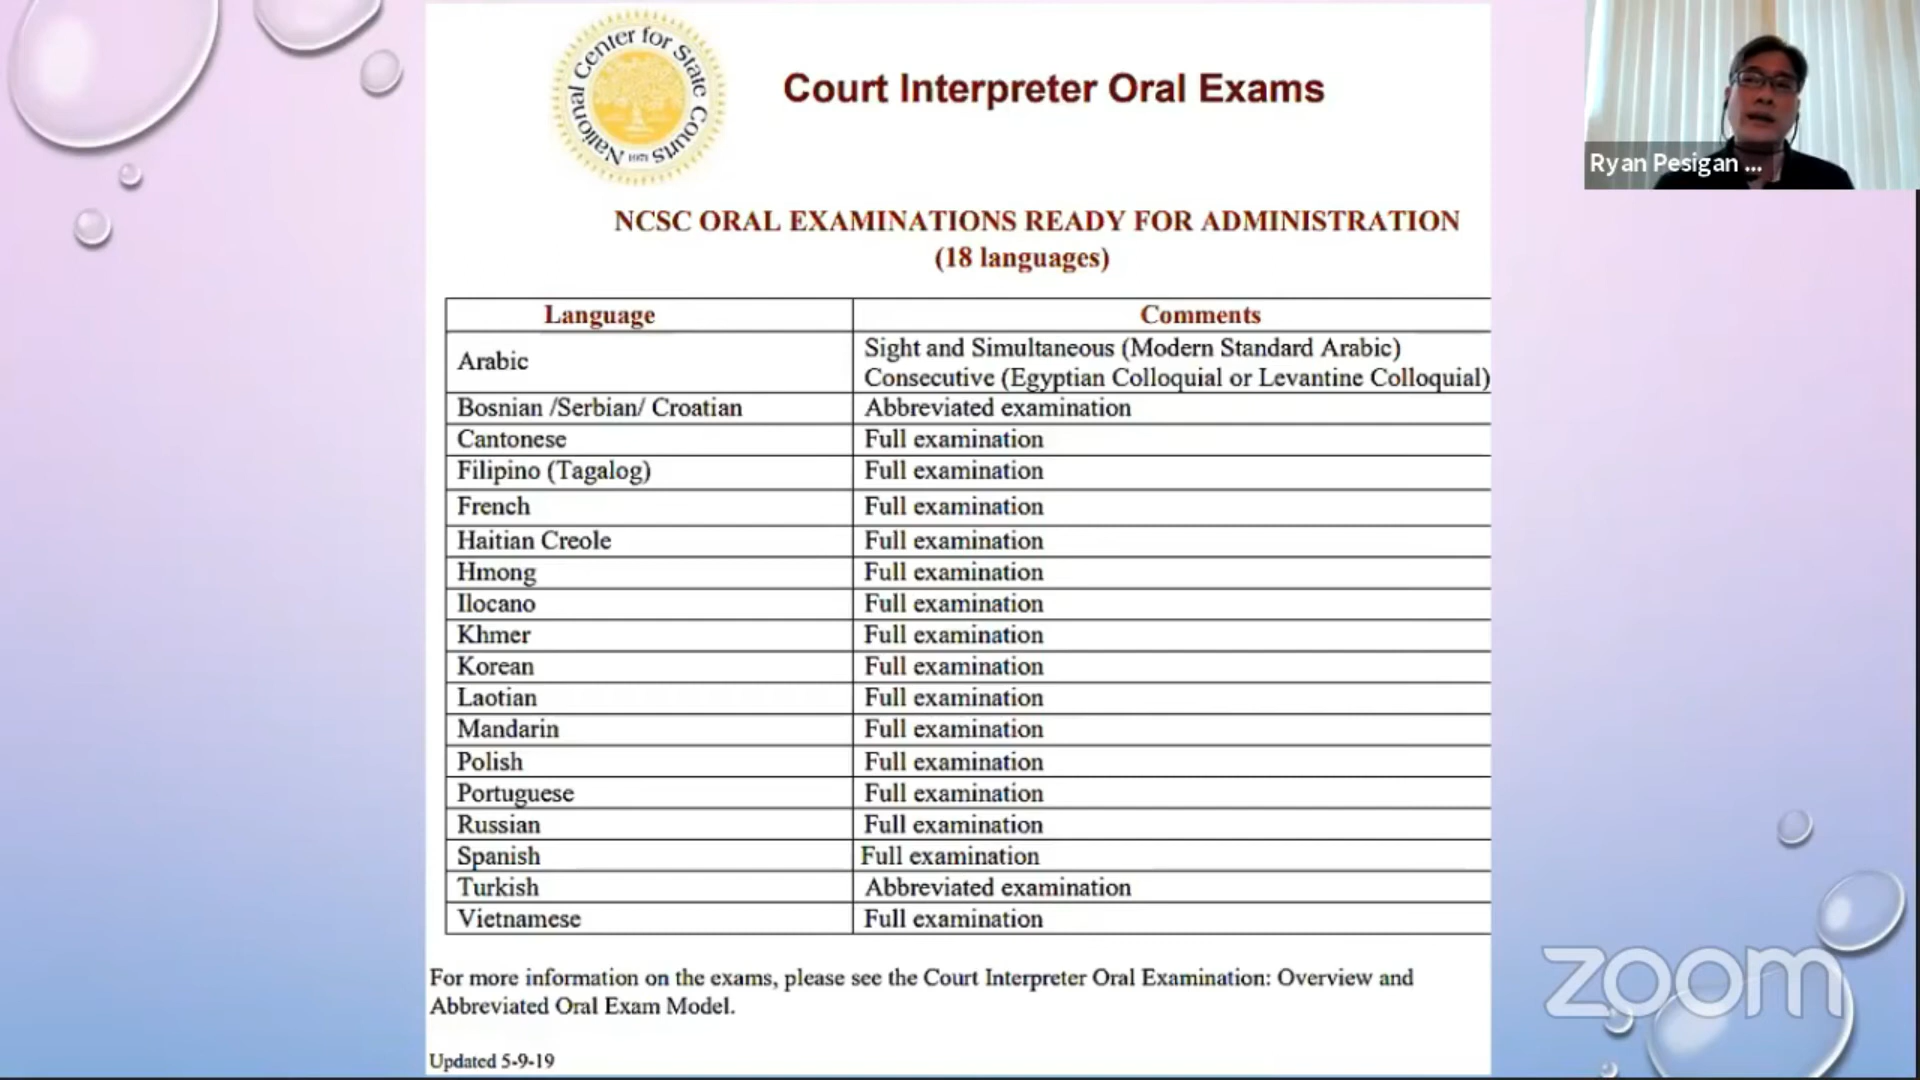 National Center for State Courts
1971
Court Interpreter Oral Exams
Ryan Pesigan ...
NCSC ORAL EXAMINATIONS READY FOR ADMINISTRATION
(18 languages)
Language Comments
Arabic Sight and Simultaneous (Modern Standard Arabic)
Consecutive (Egyptian Colloquial or Levantine Colloquial)
Bosnian /Serbian/ Croatian Abbreviated examination
Cantonese Full examination
Filipino (Tagalog) Full examination
French Full examination
Haitian Creole Full examination
Hmong Full examination
Ilocano Full examination
Khmer Full examination
Korean Full examination
Laotian Full examination
Mandarin Full examination
Polish Full examination
Portuguese Full examination
Russian Full examination
Spanish Full examination
Turkish Abbreviated examination
Vietnamese Full examination
For more information on the exams, please see the Court Interpreter Oral Examination: Overview and
Abbreviated Oral Exam Model.
Updated 5-9-19
zoom